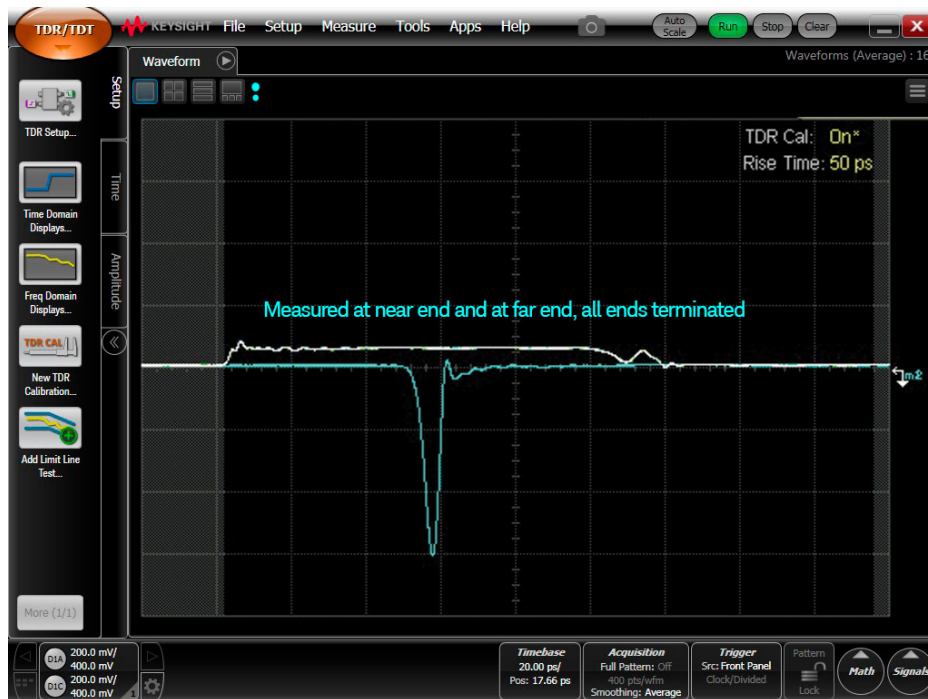 TDR/TDT
KEYSIGHT File Setup Measure Tools Apps Help
Auto Scale
Run
Stop
Clear
Waveform
Waveforms (Average) : 16
Setup
Time
Amplitude
TDR Setup...
Time Domain
Displays...
Freq Domain
Displays...
TDR CAL
New TDR
Calibration...
Add Limit Line
Test...
More (1/1)
TDR Cal: On*
Rise Time: 50 ps
Measured at near end and at far end, all ends terminated
m2
D1A
200.0 mV/
400.0 mV
D1C
200.0 mV/
400.0 mV
1
Timebase
20.00 ps/
Pos: 17.66 ps
Acquisition
Full Pattern: Off
400 pts/wfm
Smoothing: Average
Trigger
Src: Front Panel
Clock/Divided
Pattern
Lock
Math
Signals